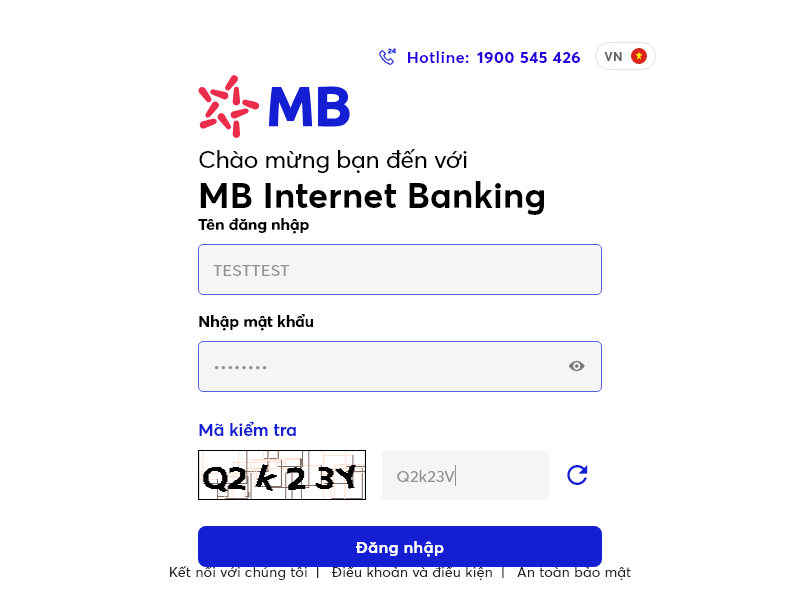 24 Hotline: 1900 545 426 VN
MB
Chào mừng bạn đến với
MB Internet Banking
Tên đăng nhập
TESTTEST
Nhập mật khẩu
••••••••
Mã kiểm tra
Q2k23Y Q2k23V
Đăng nhập
Kết nối với chúng tôi | Điều khoản và điều kiện | An toàn bảo mật